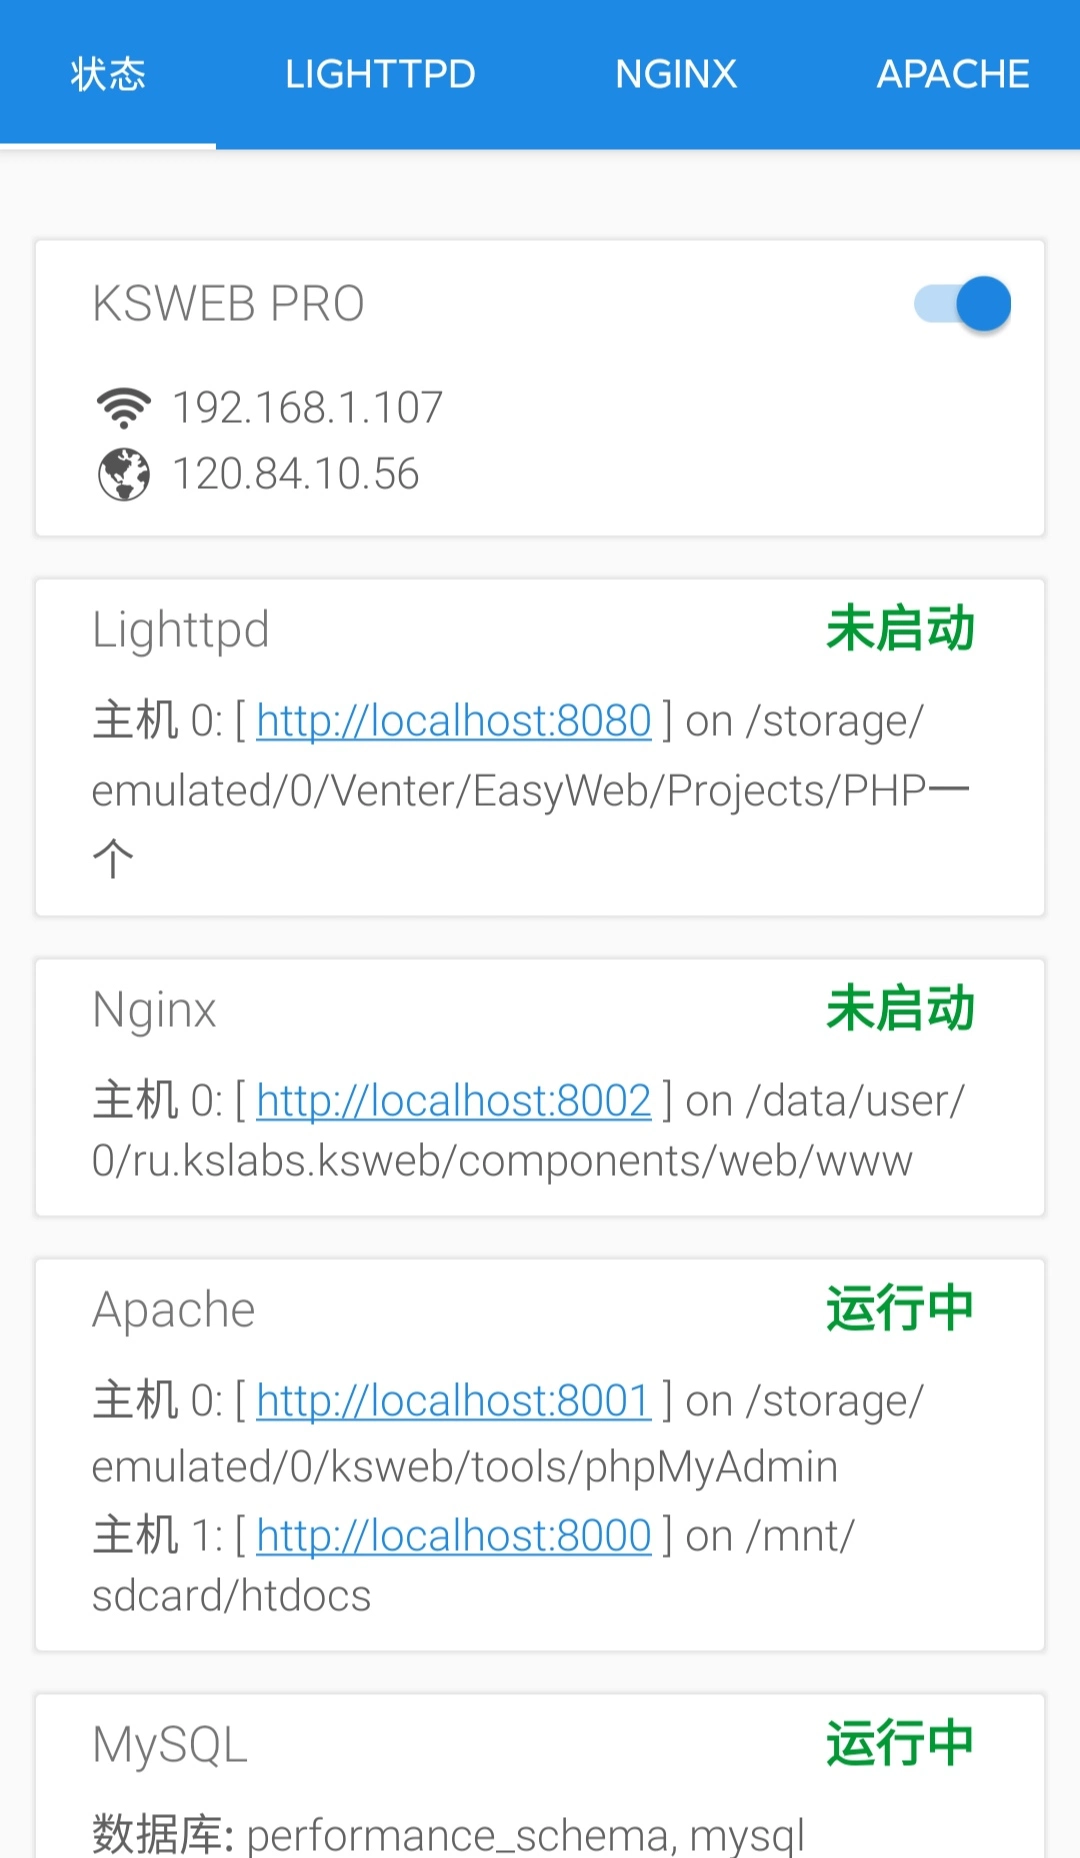 状态 LIGHTTPD NGINX APACHE
KSWEB PRO
192.168.1.107
120.84.10.56
Lighttpd 未启动
主机 0: [ http://localhost:8080 ] on /storage/
emulated/0/Venter/EasyWeb/Projects/PHP一
个
Nginx 未启动
主机 0: [ http://localhost:8002 ] on /data/user/
0/ru.kslabs.ksweb/components/web/www
Apache 运行中
主机 0: [ http://localhost:8001 ] on /storage/
emulated/0/ksweb/tools/phpMyAdmin
主机 1: [ http://localhost:8000 ] on /mnt/
sdcard/htdocs
MySQL 运行中
数据库: performance_schema, mysql